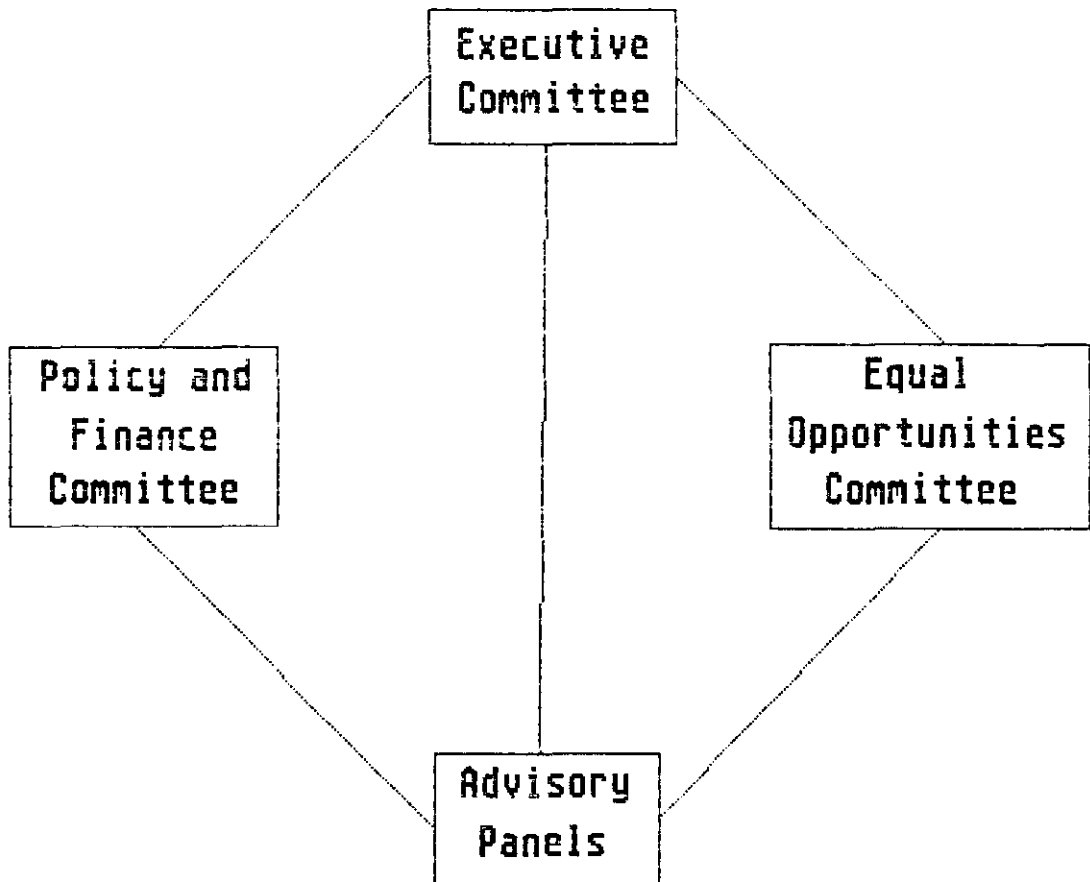 Executive
Committee
Policy and
Finance
Committee
Equal
Opportunities
Committee
Advisory
Panels